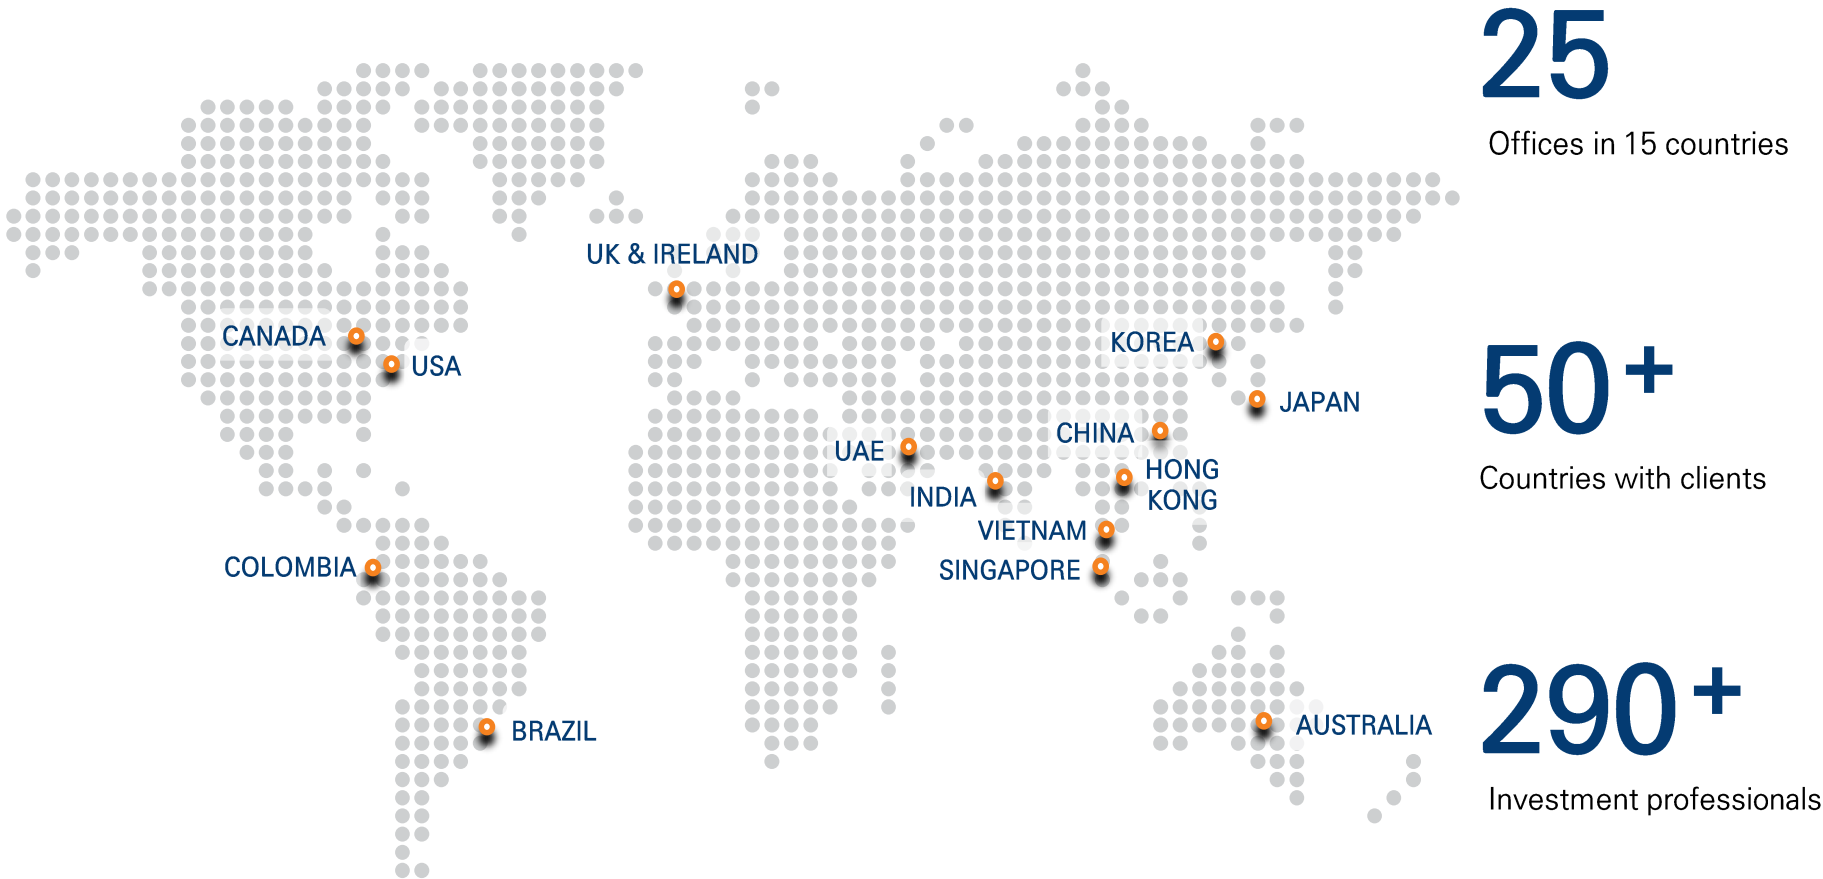 25
Offices in 15 countries
UK & IRELAND
CANADA
USA
KOREA
50+
Countries with clients
JAPAN
CHINA
UAE
HONG
KONG
INDIA
VIETNAM
SINGAPORE
COLOMBIA
BRAZIL
AUSTRALIA
290+
Investment professionals